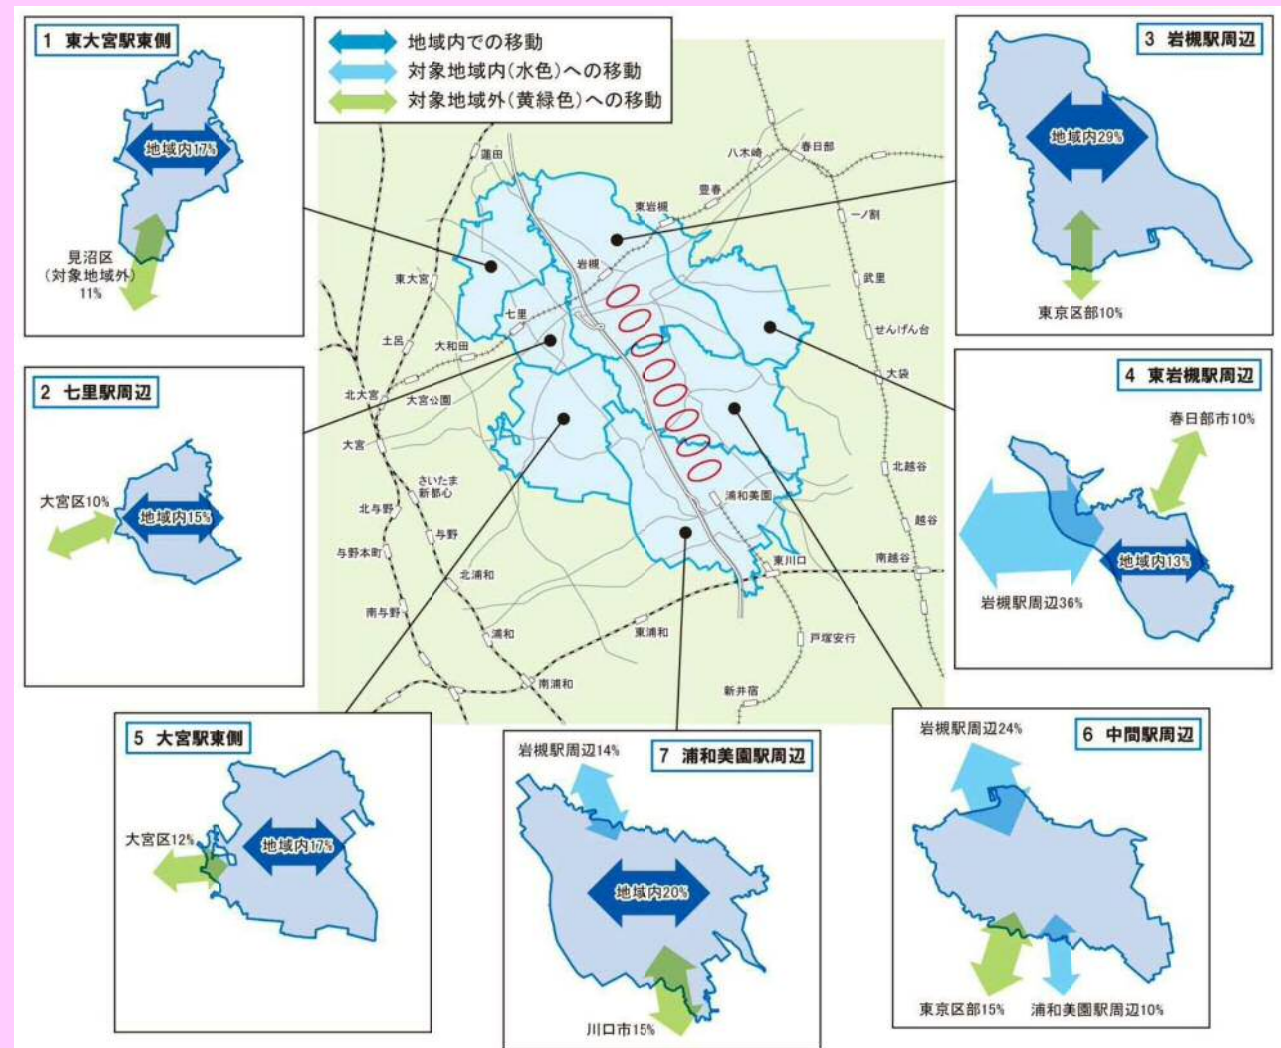 1 東大宮駅東側
地域内17%
見沼区
(対象地域外)
11%
地域内での移動
対象地域内(水色)への移動
対象地域外(黄緑色)への移動
3 岩槻駅周辺
地域内29%
東京区部10%
2 七里駅周辺
大宮区10%
地域内15%
蓮田
八木崎
春日部
豊春
東岩槻
一ノ割
岩槻
東大宮
武里
七里
せんげん台
土呂
大和田
大袋
北大宮
大宮公園
大宮
さいたま
新都心
北越谷
浦和美園
北与野
与野
越谷
与野本町
東川口
南越谷
北浦和
南与野
浦和
東浦和
戸塚安行
南浦和
新井宿
4 東岩槻駅周辺
春日部市10%
地域内13%
岩槻駅周辺36%
5 大宮駅東側
大宮区12%
地域内17%
岩槻駅周辺14%
7 浦和美園駅周辺
地域内20%
川口市15%
岩槻駅周辺24%
6 中間駅周辺
東京区部15%
浦和美園駅周辺10%